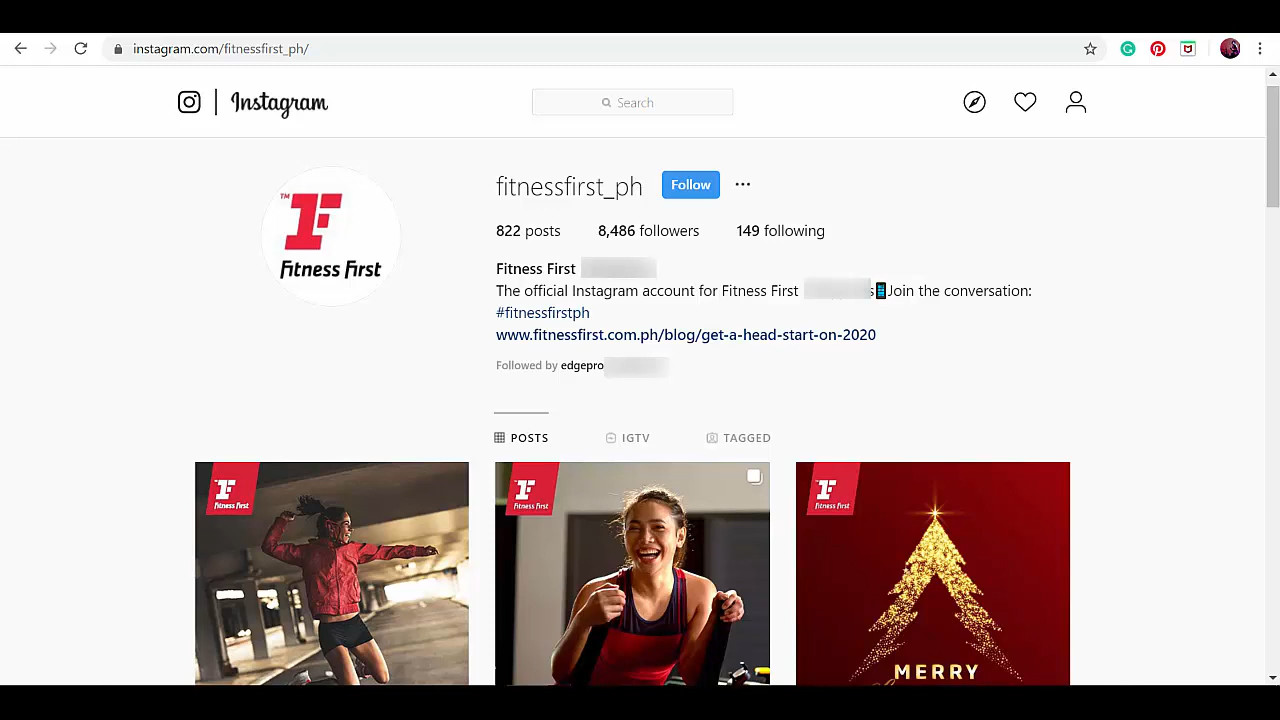 instagram.com/fitnessfirst_ph/
Instagram
Search
TM
Fitness First
fitnessfirst_ph
Follow
822 posts 8,486 followers 149 following
Fitness First
The official Instagram account for Fitness First s Join the conversation:
#fitnessfirstph
www.fitnessfirst.com.ph/blog/get-a-head-start-on-2020
Followed by edgepro
POSTS IGTV TAGGED
Fitness First
Fitness First
Fitness First
MERRY